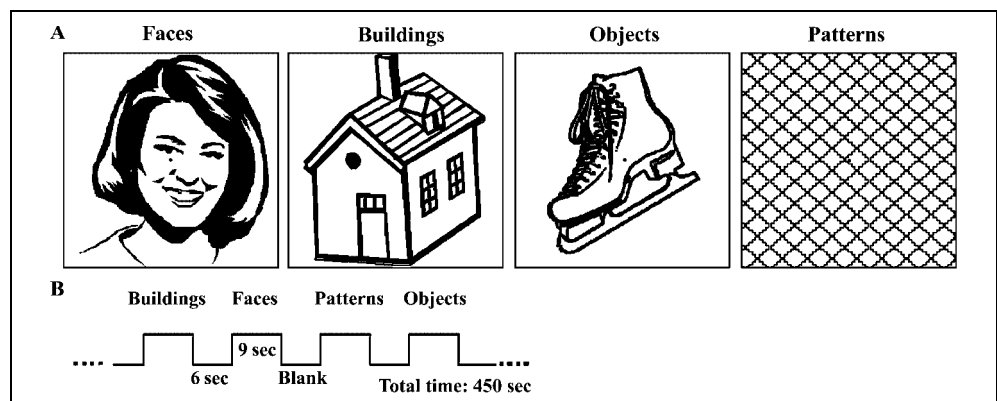 A
Faces Buildings Objects Patterns
B
Buildings Faces Patterns Objects
9 sec
6 sec Blank Total time: 450 sec